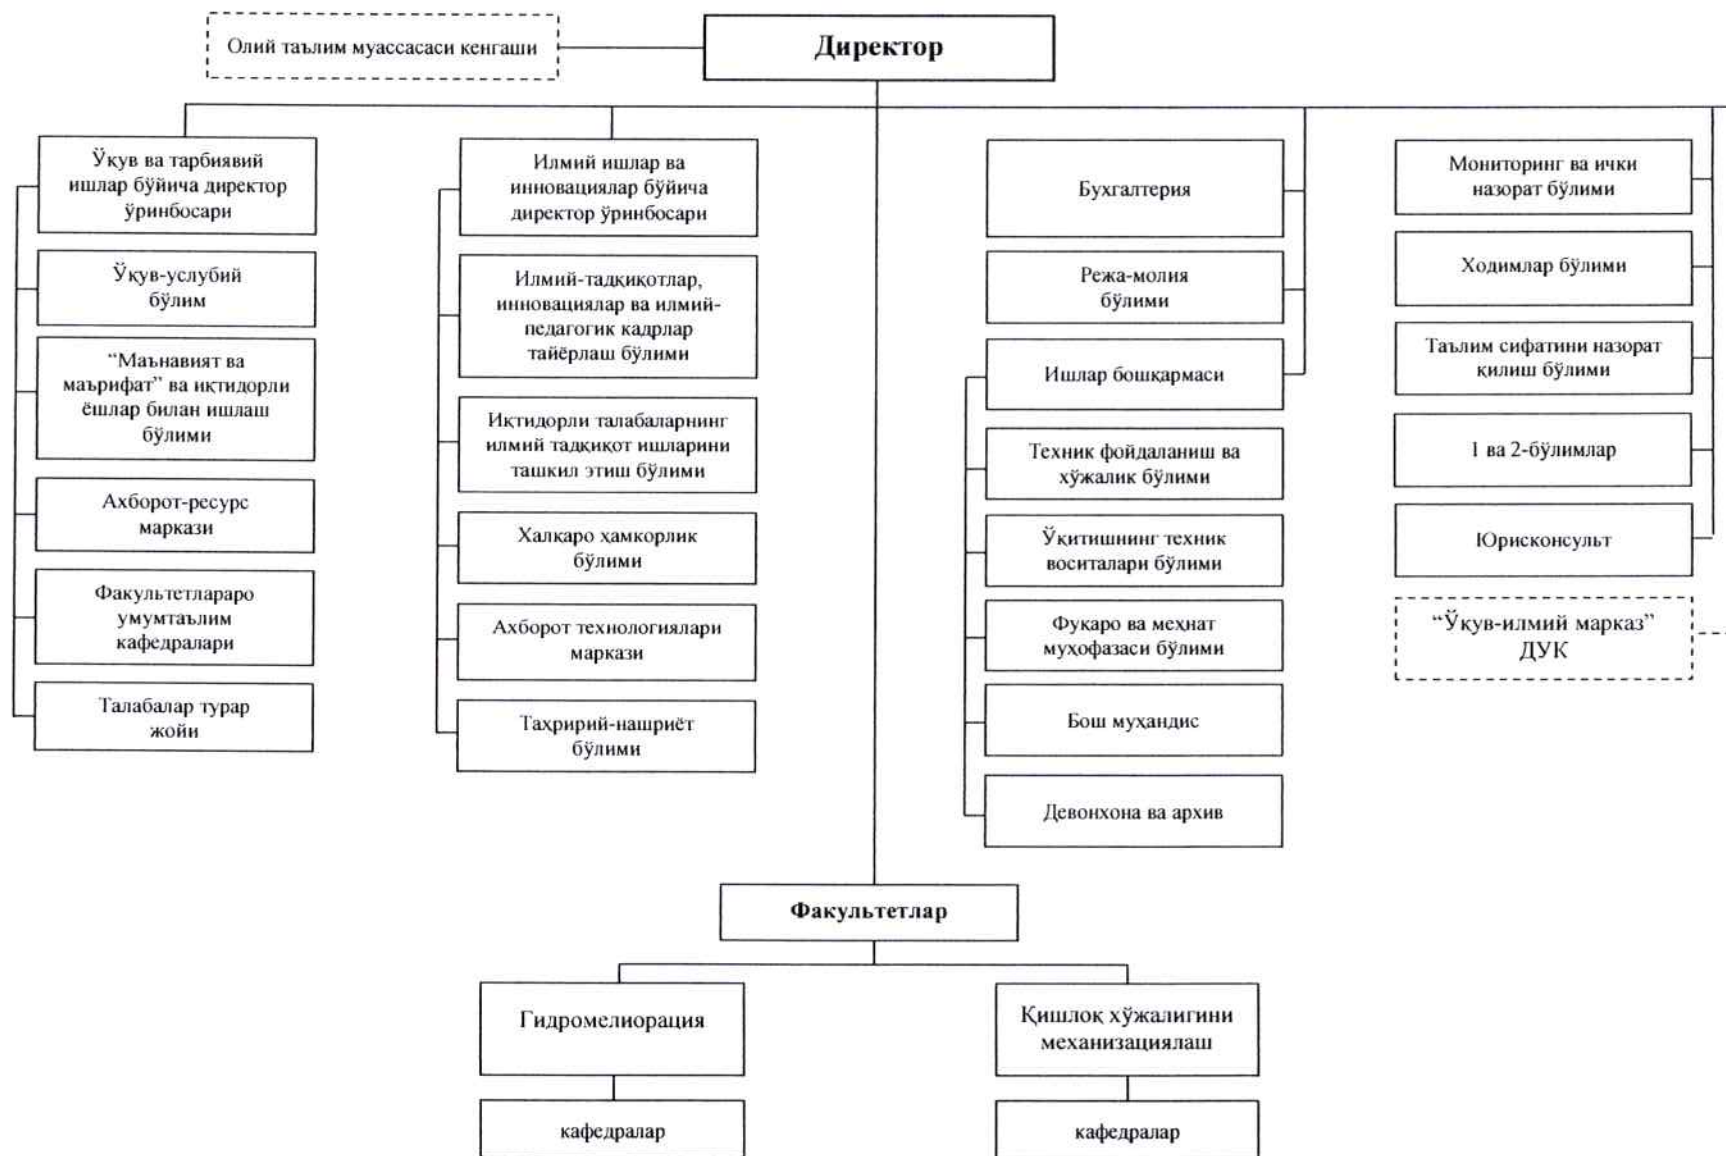 Олий таълим муассасаси кенгаши
Директор
Ўқув ва тарбиявий
ишлар бўйича директор
ўринбосари
Ўқув-услубий
бўлим
“Маънавият ва
маърифат” ва иқтидорли
ёшлар билан ишлаш
бўлими
Ахборот-ресурс
маркази
Факультетлараро
умумтаълим
кафедралари
Талабалар турар
жойи
Илмий ишлар ва
инновациялар бўйича
директор ўринбосари
Илмий-тадқиқотлар,
инновациялар ва илмий-
педагогик кадрлар
тайёрлаш бўлими
Иқтидорли талабаларнинг
илмий тадқиқот ишларини
ташкил этиш бўлими
Халқаро ҳамкорлик
бўлими
Ахборот технологиялари
маркази
Таҳририй-нашриёт
бўлими
Бухгалтерия
Режа-молия
бўлими
Ишлар бошқармаси
Техник фойдаланиш ва
хўжалик бўлими
Ўқитишнинг техник
воситалари бўлими
Фуқаро ва меҳнат
муҳофазаси бўлими
Бош муҳандис
Девонхона ва архив
Мониторинг ва ички
назорат бўлими
Ходимлар бўлими
Таълим сифатини назорат
қилиш бўлими
1 ва 2-бўлимлар
Юрисконсульт
“Ўқув-илмий марказ”
ДУК
Факультетлар
Гидромелиорация
кафедралар
Қишлоқ хўжалигини
механизациялаш
кафедралар